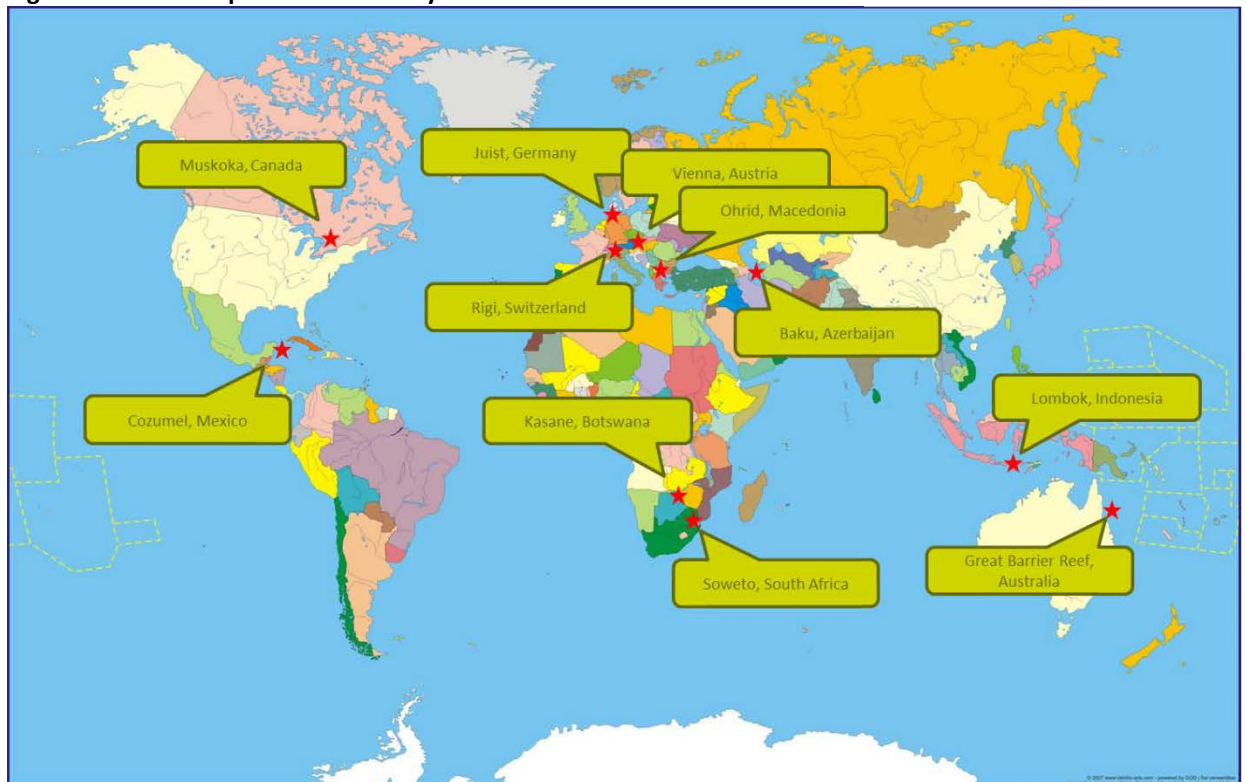 Muskoka, Canada
Juist, Germany
Vienna, Austria
Ohrid, Macedonia
Rigi, Switzerland
Baku, Azerbaijan
Cozumel, Mexico
Kasane, Botswana
Lombok, Indonesia
Soweto, South Africa
Great Barrier Reef,
Australia